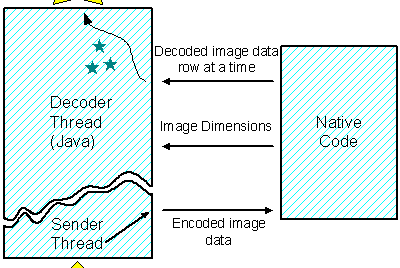 Decoded image data
row at a time
Decoder
Thread
(Java)
Image Dimensions
Native
Code
Sender
Thread
Encoded image
data